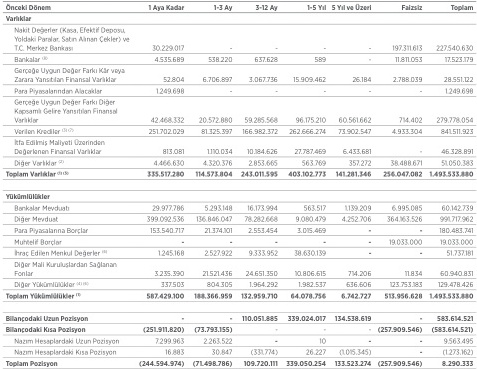 Önceki Dönem 1 Aya Kadar 1-3 Ay 3-12 Ay 1-5 Yıl 5 Yıl ve Üzeri Faizsiz Toplam
Varlıklar
Nakit Değerler (Kasa, Efektif Deposu,
Yoldaki Paralar, Satın Alınan Çekler) ve
T.C. Merkez Bankası 30.229.017 - - - - 197.311.613 227.540.630
Bankalar 4.535.689 538.220 637.628 589 - 11.811.053 17.523.179
Gerçeğe Uygun Değer Farkı Kâr veya
Zarara Yansıtılan Finansal Varlıklar 52.804 6.706.897 3.067.736 15.909.462 26.184 2.788.039 28.551.122
Para Piyasalarından Alacaklar 1.249.698 - - - - - 1.249.698
Gerçeğe Uygun Değer Farkı Diğer
Kapsamlı Gelire Yansıtılan Finansal
Varlıklar 42.468.332 20.572.880 59.285.568 96.175.210 60.561.662 714.402 279.778.054
Verilen Krediler 251.702.029 81.325.397 166.982.372 262.666.274 73.902.547 4.933.304 841.511.923
İtfa Edilmiş Maliyeti Üzerinden
Değerlenen Finansal Varlıklar 813.081 1.110.034 10.184.626 27.787.469 6.433.681 - 46.328.891
Diğer Varlıklar 4.466.630 4.320.376 2.853.665 563.769 357.272 38.488.671 51.050.383
Toplam Varlıklar 335.517.280 114.573.804 243.011.595 403.102.773 141.281.346 256.047.082 1.493.533.880
Yükümlülükler
Bankalar Mevduatı 29.977.786 5.293.148 16.173.994 563.517 1.139.209 6.995.085 60.142.739
Diğer Mevduat 399.092.536 136.846.047 78.282.668 9.080.479 4.252.706 364.163.526 991.717.962
Para Piyasalarına Borçlar 153.540.717 21.374.101 2.553.454 3.015.469 - - 180.483.741
Muhtelif Borçlar - - - - - 19.033.000 19.033.000
İhraç Edilen Menkul Değerler 1.245.168 2.527.922 9.333.952 38.630.139 - - 51.737.181
Diğer Mali Kuruluşlardan Sağlanan
Fonlar 3.235.390 21.521.436 24.651.350 10.806.615 714.206 11.834 60.940.831
Diğer Yükümlülükler 337.503 804.305 1.964.292 1.982.537 636.606 123.753.183 129.478.426
Toplam Yükümlülükler 587.429.100 188.366.959 132.959.710 64.078.756 6.742.727 313.956.628 1.493.533.880
Bilançodaki Uzun Pozisyon - - 110.051.885 339.024.017 134.538.619 - 583.614.521
Bilançodaki Kısa Pozisyon (251.911.820) (73.793.155) - - - (257.909.546) (583.614.521)
Nazım Hesaplardaki Uzun Pozisyon 7.299.963 2.263.522 - 10 - - 9.563.495
Nazım Hesaplardaki Kısa Pozisyon 16.883 30.847 (331.774) 26.227 (1.015.345) - (1.273.162)
Toplam Pozisyon (244.594.974) (71.498.786) 109.720.111 339.050.254 133.523.274 (257.909.546) 8.290.333